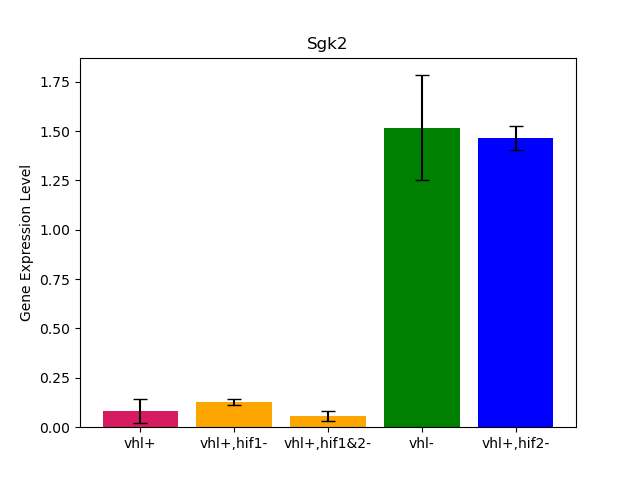 Sgk2
Gene Expression Level
1.75
1.50
1.25
1.00
0.75
0.50
0.25
0.00
vhl+ vhl+,hif1- vhl+,hif1&2- vhl- vhl+,hif2-